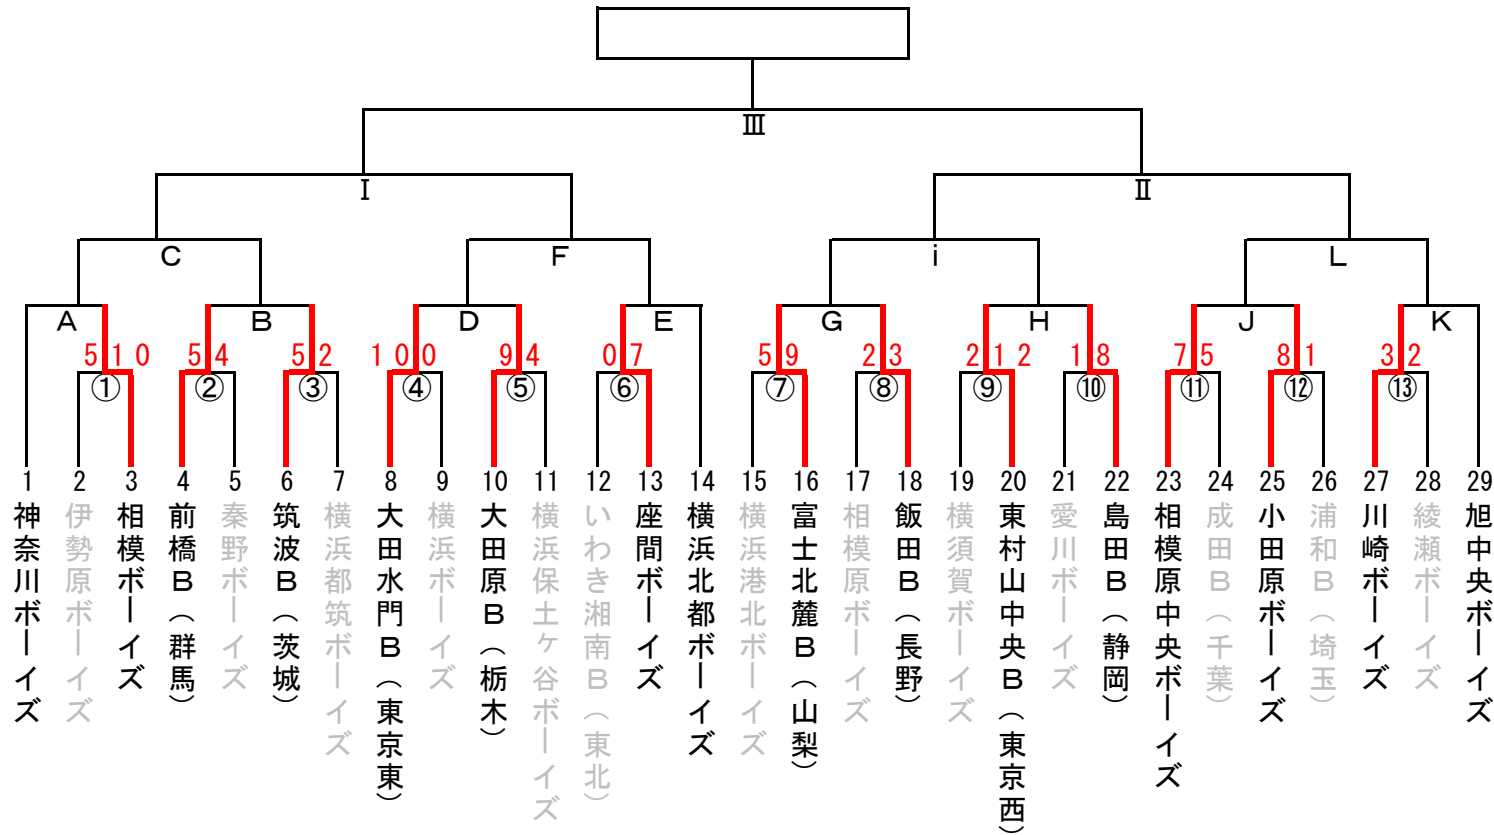 Ⅲ
Ⅰ Ⅱ
C F i L
A B D E G H J K
5 10 5 4 5 2 10 0 9 4 0 7 5 9 2 3 2 12 1 8 7 5 8 1 3 2
① ② ③ ④ ⑤ ⑥ ⑦ ⑧ ⑨ ⑩ ⑪ ⑫ ⑬
1 2 3 4 5 6 7 8 9 10 11 12 13 14 15 16 17 18 19 20 21 22 23 24 25 26 27 28 29
神奈川ボーイズ
伊勢原ボーイズ
相模ボーイズ
前橋B(群馬)
秦野ボーイズ
筑波B(茨城)
横浜都筑ボーイズ
大田水門B(東京東)
横浜ボーイズ
大田原B(栃木)
横浜保土ヶ谷ボーイズ
いわき湘南B(東北)
座間ボーイズ
横浜北都ボーイズ
横浜港北ボーイズ
富士北麓B(山梨)
相模原ボーイズ
飯田B(長野)
横須賀ボーイズ
東村山中央B(東京西)
愛川ボーイズ
島田B(静岡)
相模原中央ボーイズ
成田B(千葉)
小田原ボーイズ
浦和B(埼玉)
川崎ボーイズ
綾瀬ボーイズ
旭中央ボーイズ